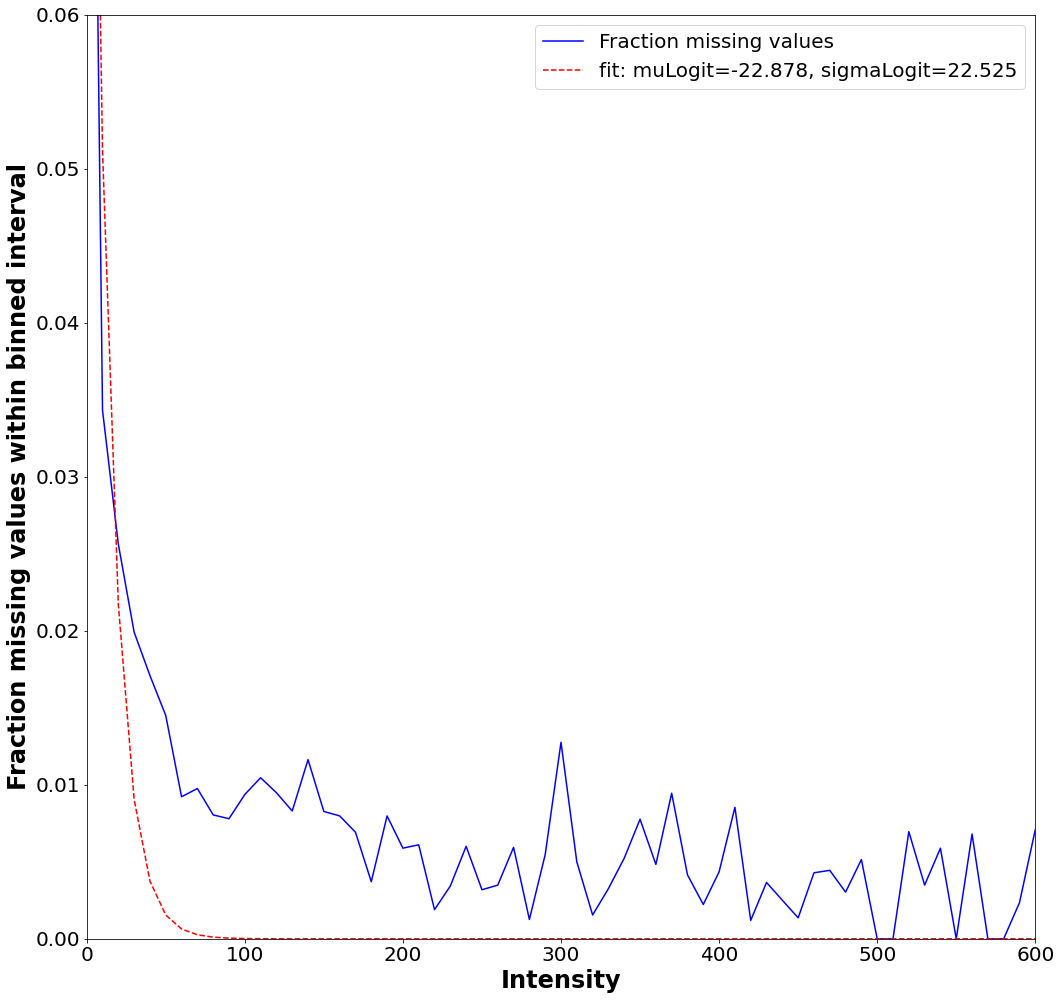 Fraction missing values
fit: muLogit=-22.878, sigmaLogit=22.525
Fraction missing values within binned interval
0.06
0.05
0.04
0.03
0.02
0.01
0.00
0 100 200 300 400 500 600
Intensity